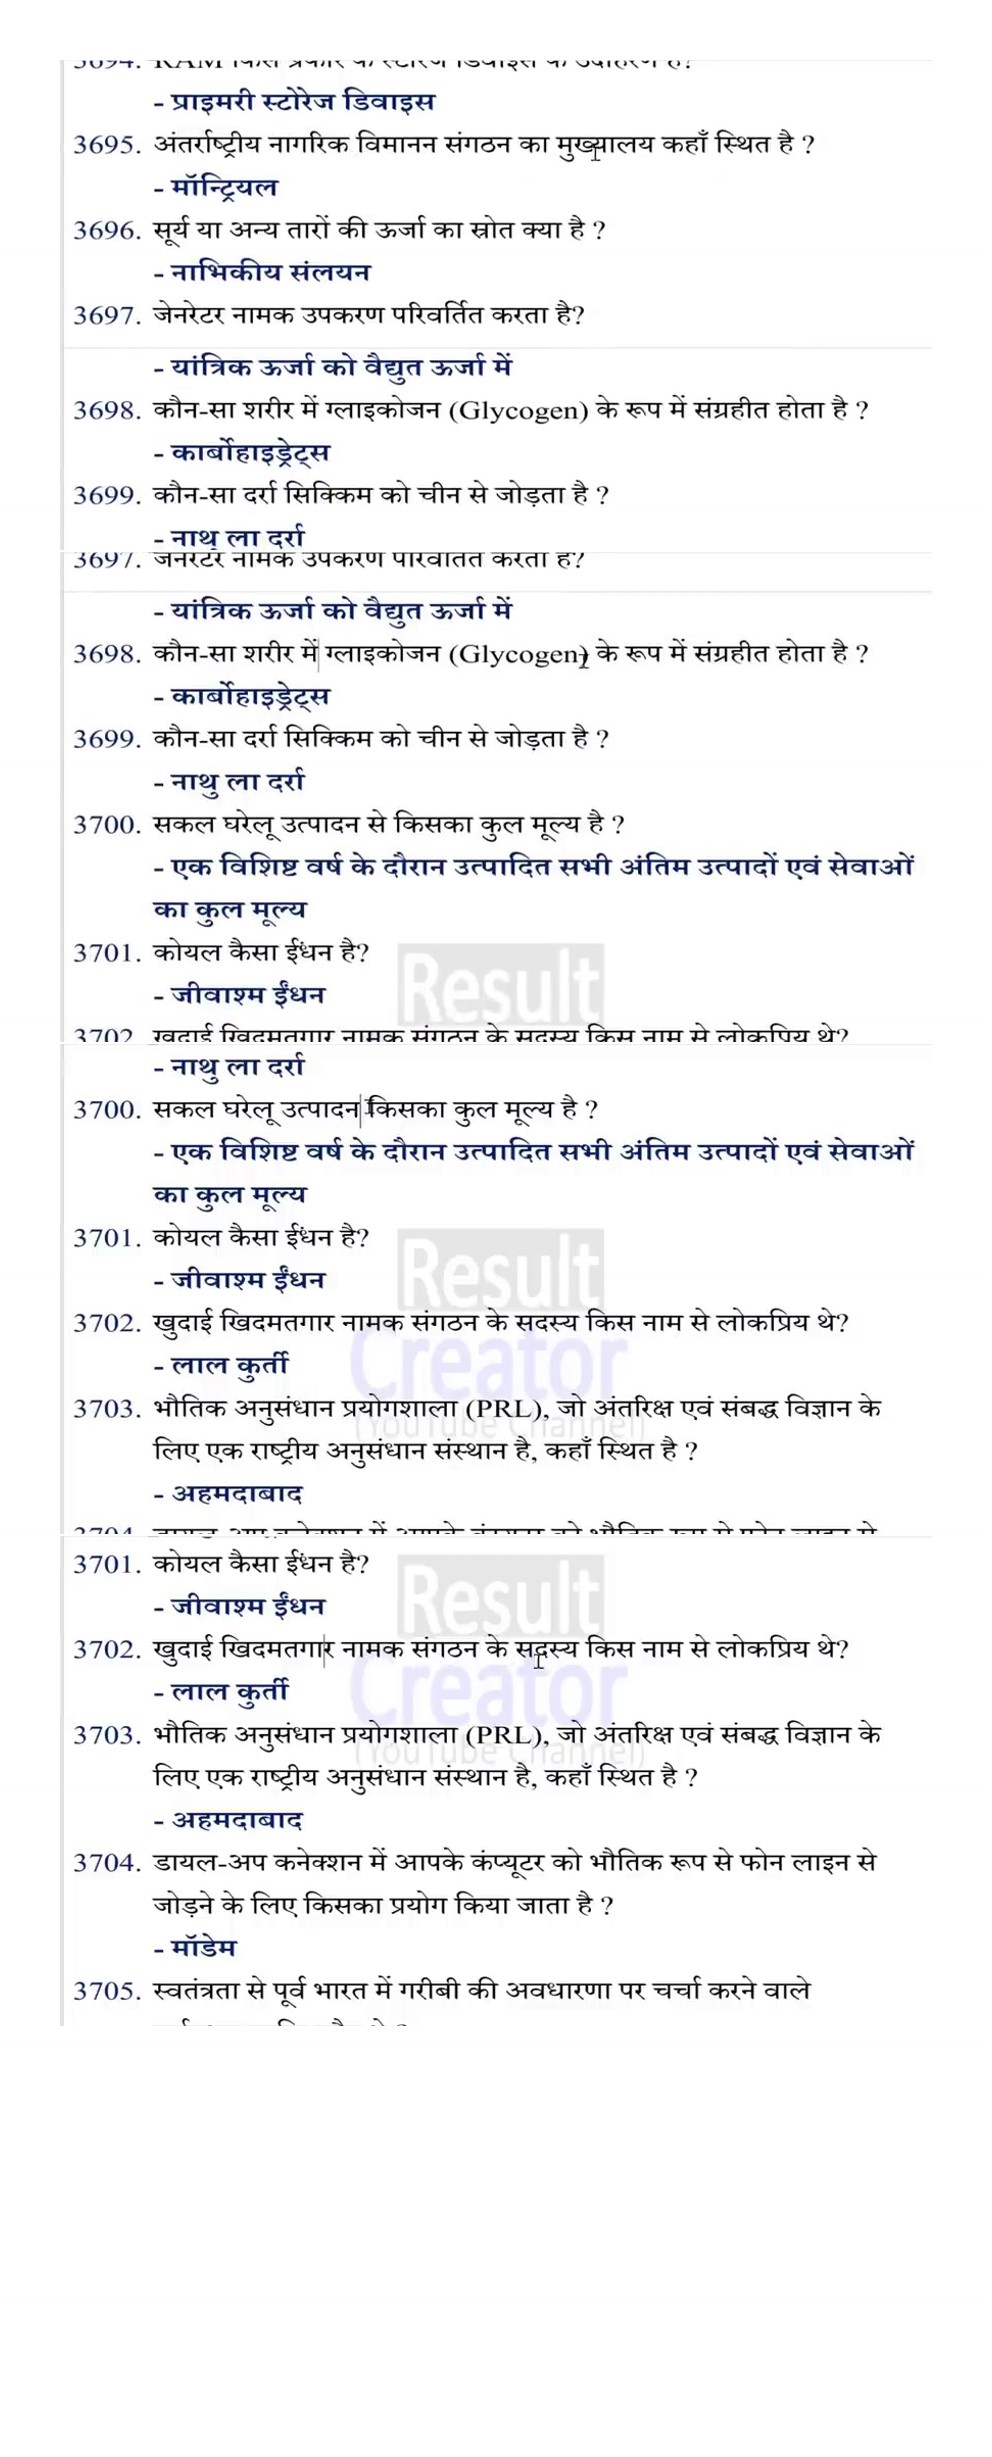 3694. RAM किस प्रकार के स्टोरेज डिवाइस का उदाहरण है?
- प्राइमरी स्टोरेज डिवाइस
3695. अंतर्राष्ट्रीय नागरिक विमानन संगठन का मुख्यालय कहाँ स्थित है ?
- मॉन्ट्रियल
3696. सूर्य या अन्य तारों की ऊर्जा का स्रोत क्या है ?
- नाभिकीय संलयन
3697. जेनरेटर नामक उपकरण परिवर्तित करता है?
- यांत्रिक ऊर्जा को वैद्युत ऊर्जा में
3698. कौन-सा शरीर में ग्लाइकोजन (Glycogen) के रूप में संग्रहीत होता है ?
- कार्बोहाइड्रेट्स
3699. कौन-सा दर्रा सिक्किम को चीन से जोड़ता है ?
- नाथु ला दर्रा
3697. जेनरेटर नामक उपकरण परिवर्तित करता है?
- यांत्रिक ऊर्जा को वैद्युत ऊर्जा में
3698. कौन-सा शरीर में ग्लाइकोजन (Glycogen) के रूप में संग्रहीत होता है ?
- कार्बोहाइड्रेट्स
3699. कौन-सा दर्रा सिक्किम को चीन से जोड़ता है ?
- नाथु ला दर्रा
3700. सकल घरेलू उत्पादन से किसका कुल मूल्य है ?
- एक विशिष्ट वर्ष के दौरान उत्पादित सभी अंतिम उत्पादों एवं सेवाओं
का कुल मूल्य
3701. कोयल कैसा ईधंन है?
Result
- जीवाश्म ईंधन
3702. खुदाई खिदमतगार नामक संगठन के सदस्य किस नाम से लोकप्रिय थे?
- नाथु ला दर्रा
3700. सकल घरेलू उत्पादन किसका कुल मूल्य है ?
- एक विशिष्ट वर्ष के दौरान उत्पादित सभी अंतिम उत्पादों एवं सेवाओं
का कुल मूल्य
3701. कोयल कैसा ईधंन है?
Result
- जीवाश्म ईंधन
3702. खुदाई खिदमतगार नामक संगठन के सदस्य किस नाम से लोकप्रिय थे?
Creator
- लाल कुर्ती
3703. भौतिक अनुसंधान प्रयोगशाला (PRL), जो अंतरिक्ष एवं संबद्ध विज्ञान के
(YouTube Channel)
लिए एक राष्ट्रीय अनुसंधान संस्थान है, कहाँ स्थित है ?
- अहमदाबाद
3701. कोयल कैसा ईधंन है?
Result
- जीवाश्म ईंधन
3702. खुदाई खिदमतगार नामक संगठन के सदस्य किस नाम से लोकप्रिय थे?
Creator
- लाल कुर्ती
3703. भौतिक अनुसंधान प्रयोगशाला (PRL), जो अंतरिक्ष एवं संबद्ध विज्ञान के
(YouTube Channel)
लिए एक राष्ट्रीय अनुसंधान संस्थान है, कहाँ स्थित है ?
- अहमदाबाद
3704. डायल-अप कनेक्शन में आपके कंप्यूटर को भौतिक रूप से फोन लाइन से
जोड़ने के लिए किसका प्रयोग किया जाता है ?
- मॉडेम
3705. स्वतंत्रता से पूर्व भारत में गरीबी की अवधारणा पर चर्चा करने वाले